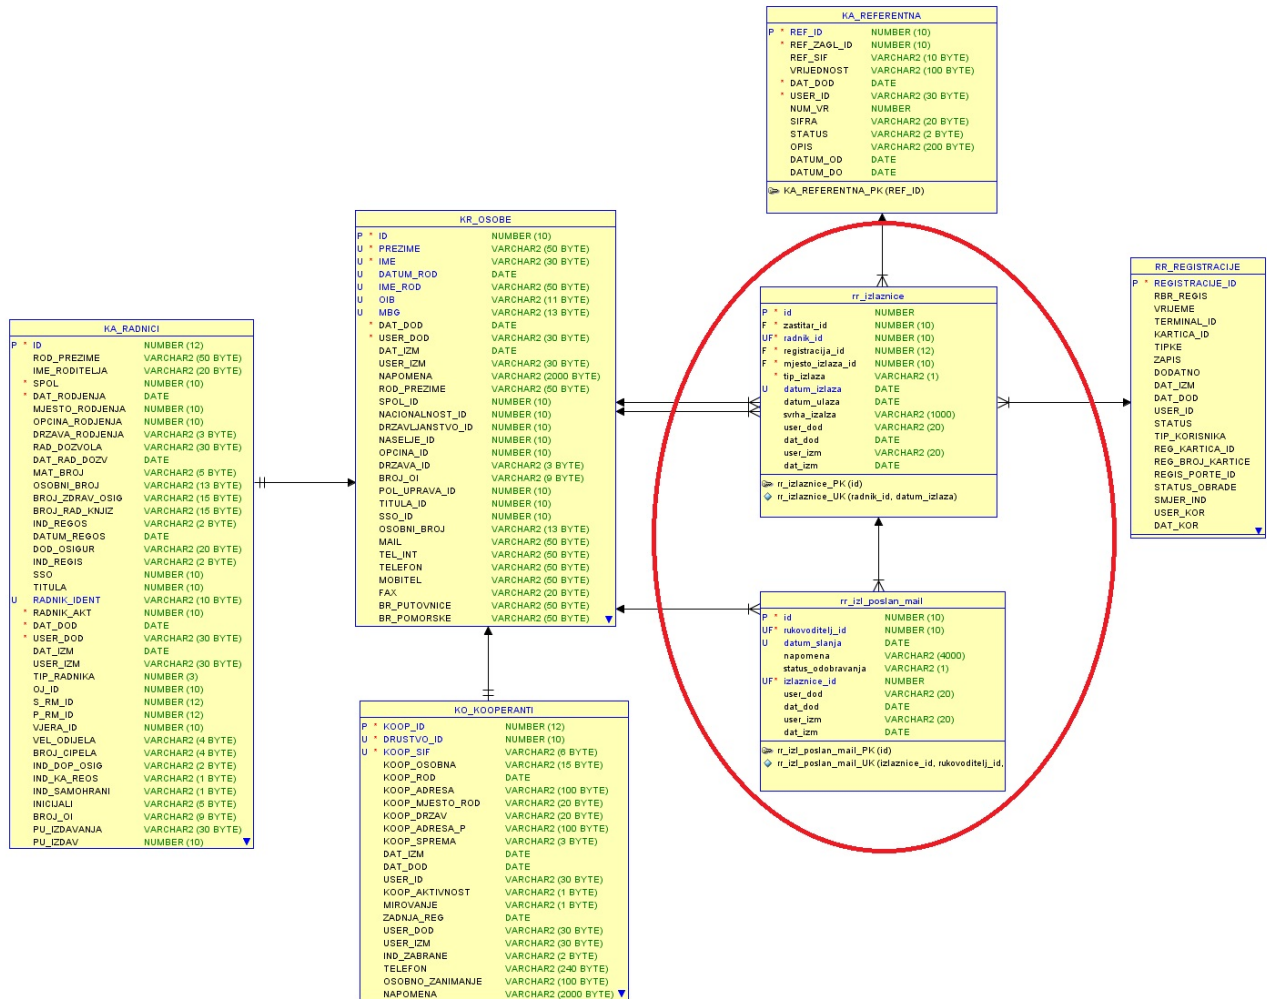 KA_REFERENTNA
P * REF_ID NUMBER (10)
* REF_ZAGL_ID NUMBER (10)
REF_SIF VARCHAR2 (10 BYTE)
VRIJEDNOST VARCHAR2 (100 BYTE)
* DAT_DOD DATE
* USER_ID VARCHAR2 (30 BYTE)
NUM_VR NUMBER
SIFRA VARCHAR2 (20 BYTE)
STATUS VARCHAR2 (2 BYTE)
OPIS VARCHAR2 (200 BYTE)
DATUM_OD DATE
DATUM_DO DATE
KA_REFERENTNA_PK (REF_ID)
KR_OSOBE
P * ID NUMBER (10)
U * PREZIME VARCHAR2 (50 BYTE)
U * IME VARCHAR2 (30 BYTE)
U DATUM_ROD DATE
U IME_ROD VARCHAR2 (50 BYTE)
U OIB VARCHAR2 (11 BYTE)
U MBG VARCHAR2 (13 BYTE)
* DAT_DOD DATE
* USER_DOD VARCHAR2 (30 BYTE)
DAT_IZM DATE
USER_IZM VARCHAR2 (30 BYTE)
NAPOMENA VARCHAR2 (2000 BYTE)
ROD_PREZIME VARCHAR2 (50 BYTE)
SPOL_ID NUMBER (10)
NACIONALNOST_ID NUMBER (10)
DRZAVLJANSTVO_ID NUMBER (10)
NASELJE_ID NUMBER (10)
OPCINA_ID NUMBER (10)
DRZAVA_ID VARCHAR2 (3 BYTE)
BROJ_OI VARCHAR2 (9 BYTE)
POL_UPRAVA_ID NUMBER (10)
TITULA_ID NUMBER (10)
SSO_ID NUMBER (10)
OSOBNI_BROJ VARCHAR2 (13 BYTE)
MAIL VARCHAR2 (50 BYTE)
TEL_INT VARCHAR2 (50 BYTE)
TELEFON VARCHAR2 (50 BYTE)
MOBITEL VARCHAR2 (50 BYTE)
FAX VARCHAR2 (20 BYTE)
BR_PUTOVNICE VARCHAR2 (50 BYTE)
BR_POMORSKE VARCHAR2 (50 BYTE)
RR_REGISTRACIJE
P * REGISTRACIJE_ID
RBR_REGIS
VRIJEME
TERMINAL_ID
KARTICA_ID
TIPKE
ZAPIS
DODATNO
DAT_IZM
DAT_DOD
USER_ID
STATUS
TIP_KORISNIKA
REG_KARTICA_ID
REG_BROJ_KARTICE
REGIS_PORTE_ID
STATUS_OBRADE
SMJER_IND
USER_KOR
DAT_KOR
rr_izlaznice
P * id NUMBER
F * zastitar_id NUMBER (10)
UF* radnik_id NUMBER (10)
F * registracija_id NUMBER (12)
F * mjesto_izlaza_id NUMBER (10)
* tip_izlaza VARCHAR2 (1)
U datum_izlaza DATE
datum_ulaza DATE
svrha_izalza VARCHAR2 (1000)
user_dod VARCHAR2 (20)
dat_dod DATE
user_izm VARCHAR2 (20)
dat_izm DATE
rr_izlaznice_PK (id)
rr_izlaznice_UK (radnik_id, datum_izlaza)
KA_RADNICI
P * ID NUMBER (12)
ROD_PREZIME VARCHAR2 (50 BYTE)
IME_RODITELJA VARCHAR2 (20 BYTE)
* SPOL NUMBER (10)
* DAT_RODJENJA DATE
MJESTO_RODJENJA NUMBER (10)
OPCINA_RODJENJA NUMBER (10)
DRZAVA_RODJENJA VARCHAR2 (3 BYTE)
RAD_DOZVOLA VARCHAR2 (30 BYTE)
DAT_RAD_DOZV DATE
MAT_BROJ VARCHAR2 (5 BYTE)
OSOBNI_BROJ VARCHAR2 (13 BYTE)
BROJ_ZDRAV_OSIG VARCHAR2 (15 BYTE)
BROJ_RAD_KNJIZ VARCHAR2 (15 BYTE)
IND_REGOS VARCHAR2 (2 BYTE)
DATUM_REGOS DATE
DOD_OSIGUR VARCHAR2 (20 BYTE)
IND_REGIS VARCHAR2 (2 BYTE)
SSO NUMBER (10)
TITULA NUMBER (10)
U RADNIK_IDENT VARCHAR2 (10 BYTE)
* RADNIK_AKT NUMBER (10)
* DAT_DOD DATE
* USER_DOD VARCHAR2 (30 BYTE)
DAT_IZM DATE
USER_IZM VARCHAR2 (30 BYTE)
TIP_RADNIKA NUMBER (3)
OJ_ID NUMBER (10)
S_RM_ID NUMBER (12)
P_RM_ID NUMBER (12)
VJERA_ID NUMBER (10)
VEL_ODIJELA VARCHAR2 (4 BYTE)
BROJ_CIPELA VARCHAR2 (4 BYTE)
IND_DOP_OSIG VARCHAR2 (2 BYTE)
IND_KA_REOS VARCHAR2 (1 BYTE)
IND_SAMOHRANI VARCHAR2 (1 BYTE)
INICIJALI VARCHAR2 (5 BYTE)
BROJ_OI VARCHAR2 (9 BYTE)
PU_IZDAVANJA VARCHAR2 (30 BYTE)
PU_IZDAV NUMBER (10)
rr_izl_poslan_mail
P * id NUMBER (10)
UF* rukovoditelj_id NUMBER (10)
U datum_slanja DATE
napomena VARCHAR2 (4000)
status_odobravanja VARCHAR2 (1)
UF* izlaznice_id NUMBER
user_dod VARCHAR2 (20)
dat_dod DATE
user_izm VARCHAR2 (20)
dat_izm DATE
rr_izl_poslan_mail_PK (id)
rr_izl_poslan_mail_UK (izlaznice_id, rukovoditelj_id,
KO_KOOPERANTI
P * KOOP_ID NUMBER (12)
U * DRUSTVO_ID NUMBER (10)
U * KOOP_SIF VARCHAR2 (6 BYTE)
KOOP_OSOBNA VARCHAR2 (15 BYTE)
KOOP_ROD DATE
KOOP_ADRESA VARCHAR2 (100 BYTE)
KOOP_MJESTO_ROD VARCHAR2 (20 BYTE)
KOOP_DRZAV VARCHAR2 (20 BYTE)
KOOP_ADRESA_P VARCHAR2 (100 BYTE)
KOOP_SPREMA VARCHAR2 (3 BYTE)
DAT_IZM DATE
DAT_DOD DATE
USER_ID VARCHAR2 (30 BYTE)
KOOP_AKTIVNOST VARCHAR2 (1 BYTE)
MIROVANJE VARCHAR2 (1 BYTE)
ZADNJA_REG DATE
USER_DOD VARCHAR2 (30 BYTE)
USER_IZM VARCHAR2 (30 BYTE)
IND_ZABRANE VARCHAR2 (2 BYTE)
TELEFON VARCHAR2 (240 BYTE)
OSOBNO_ZANIMANJE VARCHAR2 (100 BYTE)
NAPOMENA VARCHAR2 (2000 BYTE)